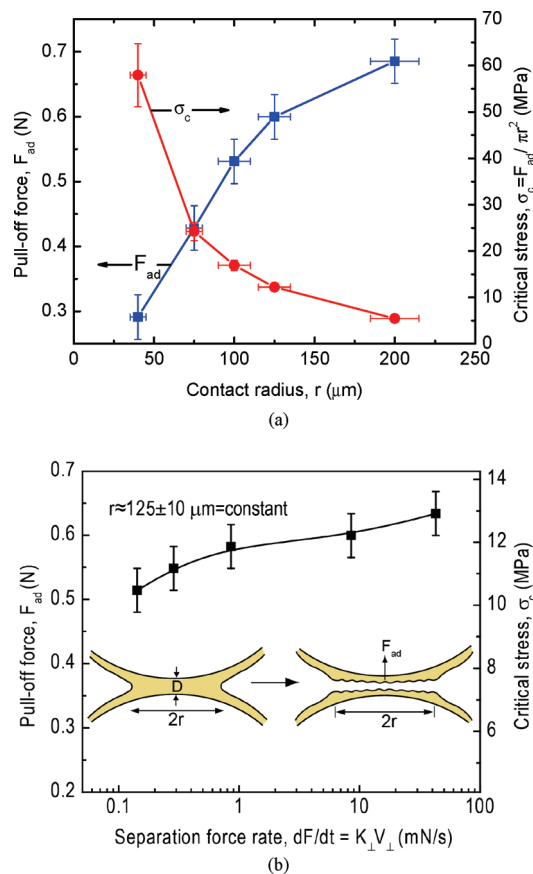 (a)
0.7
0.6
0.5
0.4
0.3
Pull-off force, F_ad (N)
70
60
50
40
30
20
10
0
Critical stress, σ_c=F_ad/ πr² (MPa)
σ_c
F_ad
0 50 100 150 200 250
Contact radius, r (μm)
(a)
(b)
0.7
0.6
0.5
0.4
0.3
0.2
Pull-off force, F_ad (N)
14
12
10
8
6
Critical stress, σ_c (MPa)
r≈125±10 μm=constant
F_ad
D
2r
2r
0.1 1 10 100
Separation force rate, dF/dt = K⊥V⊥ (mN/s)
(b)